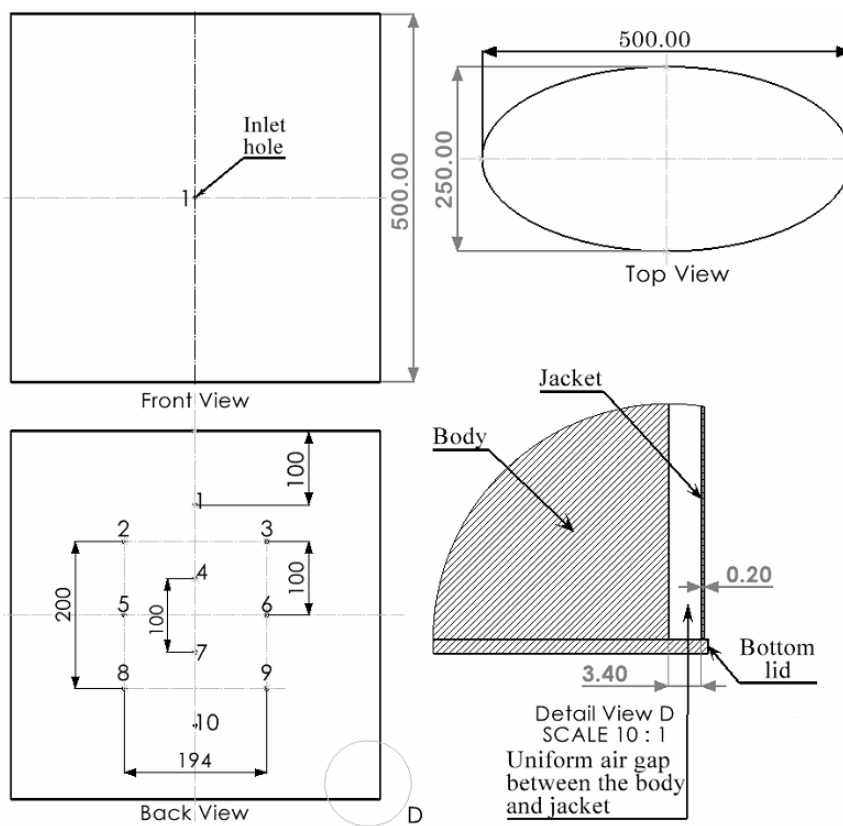 Inlet
hole
1
500.00
Front View
500.00
250.00
Top View
100
1
2
3
4
200
100
100
5
6
7
8
9
10
194
Back View
D
Jacket
Body
0.20
3.40
Bottom
lid
Detail View D
SCALE 10 : 1
Uniform air gap
between the body
and jacket